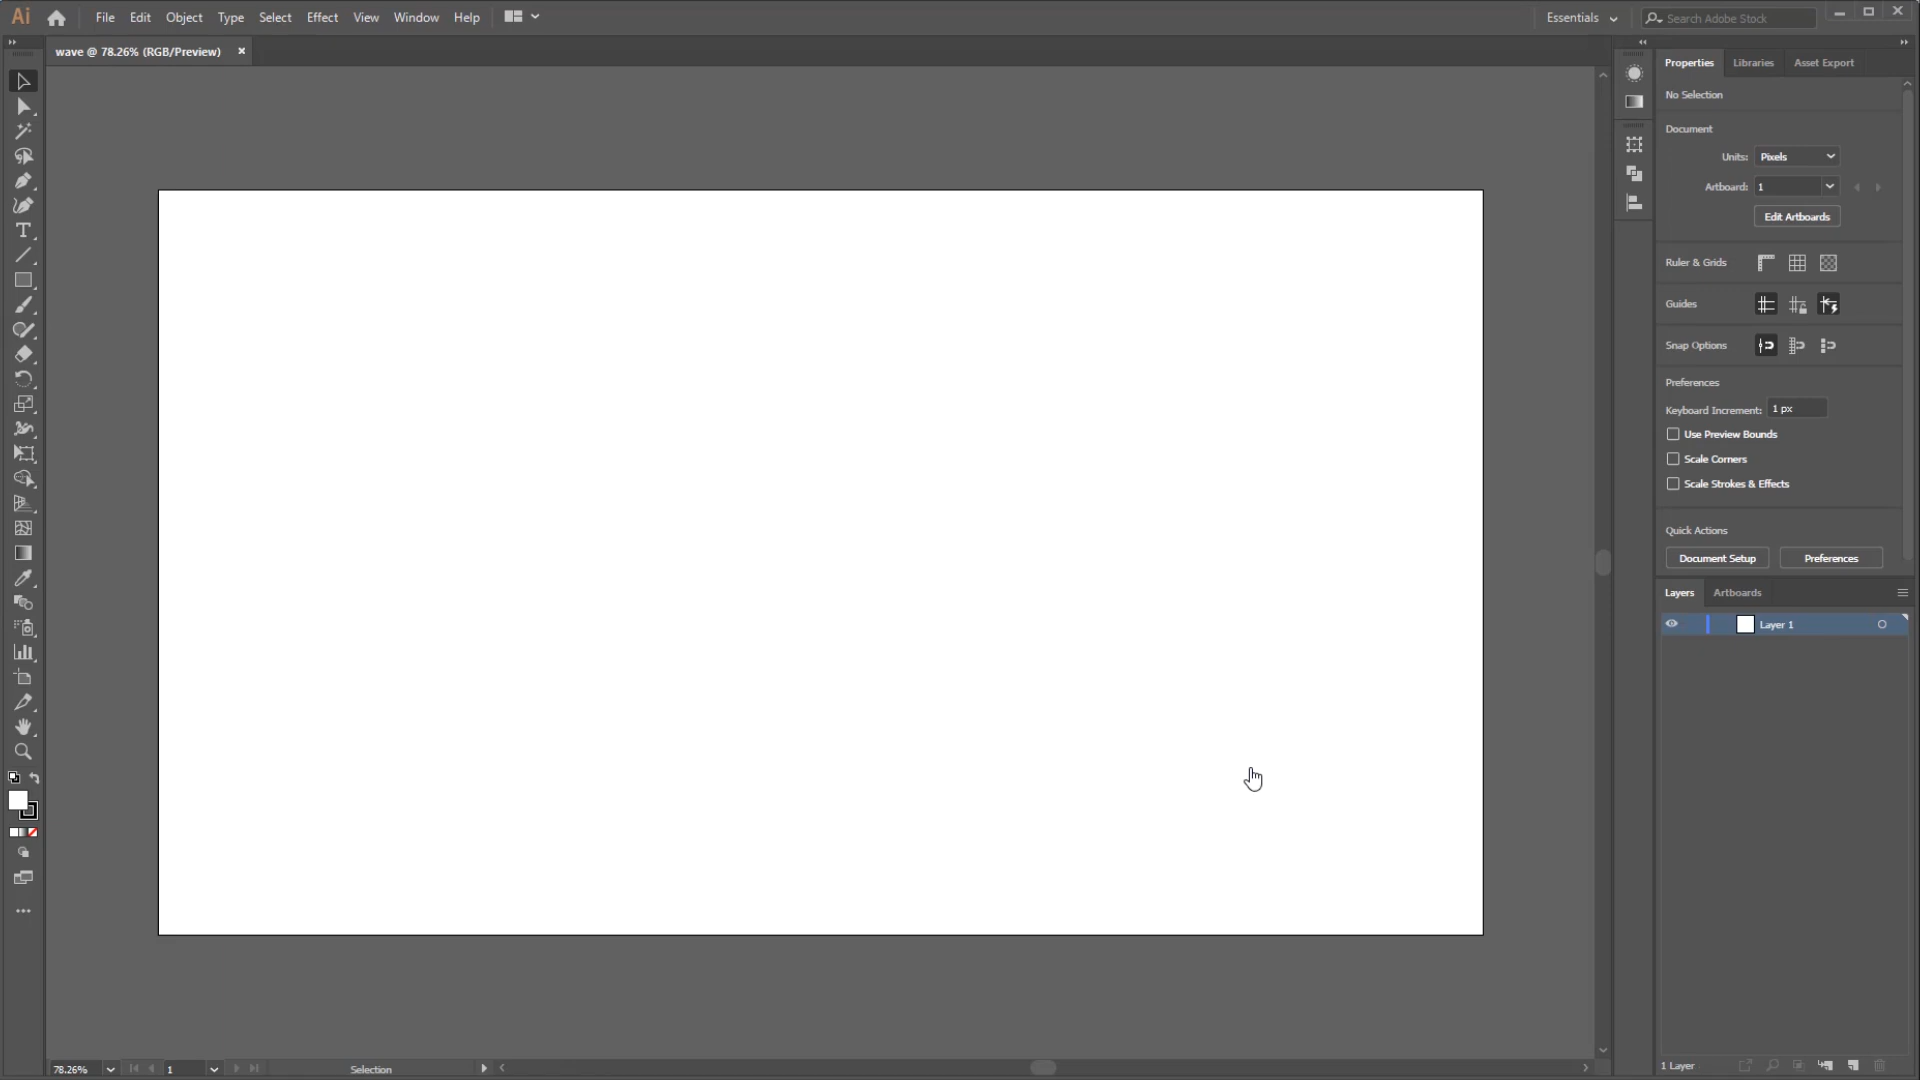 Ai File Edit Object Type Select Effect View Window Help Essentials Search Adobe Stock
wave @ 78.26% (RGB/Preview) ×
Properties Libraries Asset Export
No Selection
Document
Units: Pixels
Artboard: 1
Edit Artboards
Ruler & Grids
Guides
Snap Options
Preferences
Keyboard Increment: 1 px
Use Preview Bounds
Scale Corners
Scale Strokes & Effects
Quick Actions
Document Setup Preferences
Layers Artboards
Layer 1
78.26% 1 Selection
1 Layer